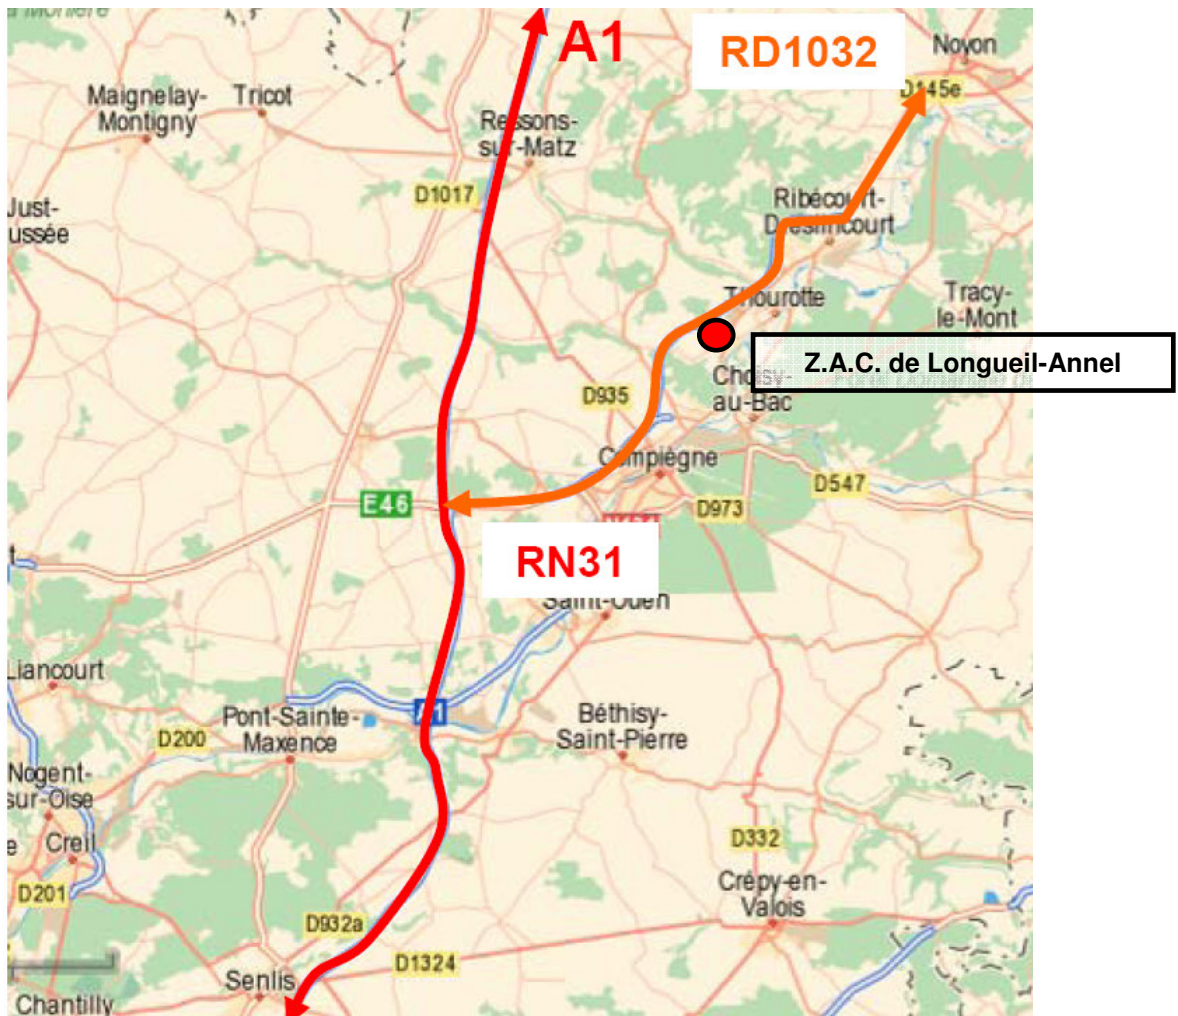 A1
RD1032
Noyon
D145e
Maignelay-
Montigny
Tricot
Ressons-
sur-Matz
D1017
Just-
ussée
Ribécourt-
Dreslincourt
Thourotte
Tracy-
le-Mont
Z.A.C. de Longueil-Annel
D935
au-Bac
Compiègne
E46
D547
D973
RN31
Saint-Ouen
Liancourt
A1
Pont-Sainte-
Maxence
D200
Béthisy-
Saint-Pierre
Nogent-
sur-Oise
e
Creil
D332
D201
Crépy-en-
Valois
D932a
D1324
Senlis
Chantilly